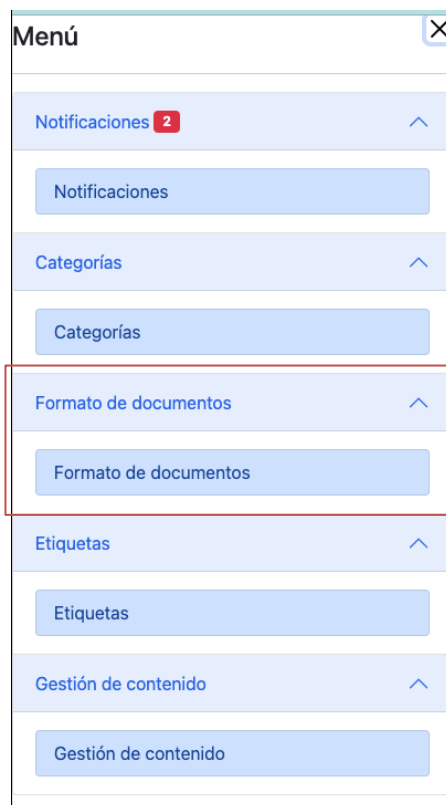 Menú
Notificaciones 2
Notificaciones
Categorías
Categorías
Formato de documentos
Formato de documentos
Etiquetas
Etiquetas
Gestión de contenido
Gestión de contenido